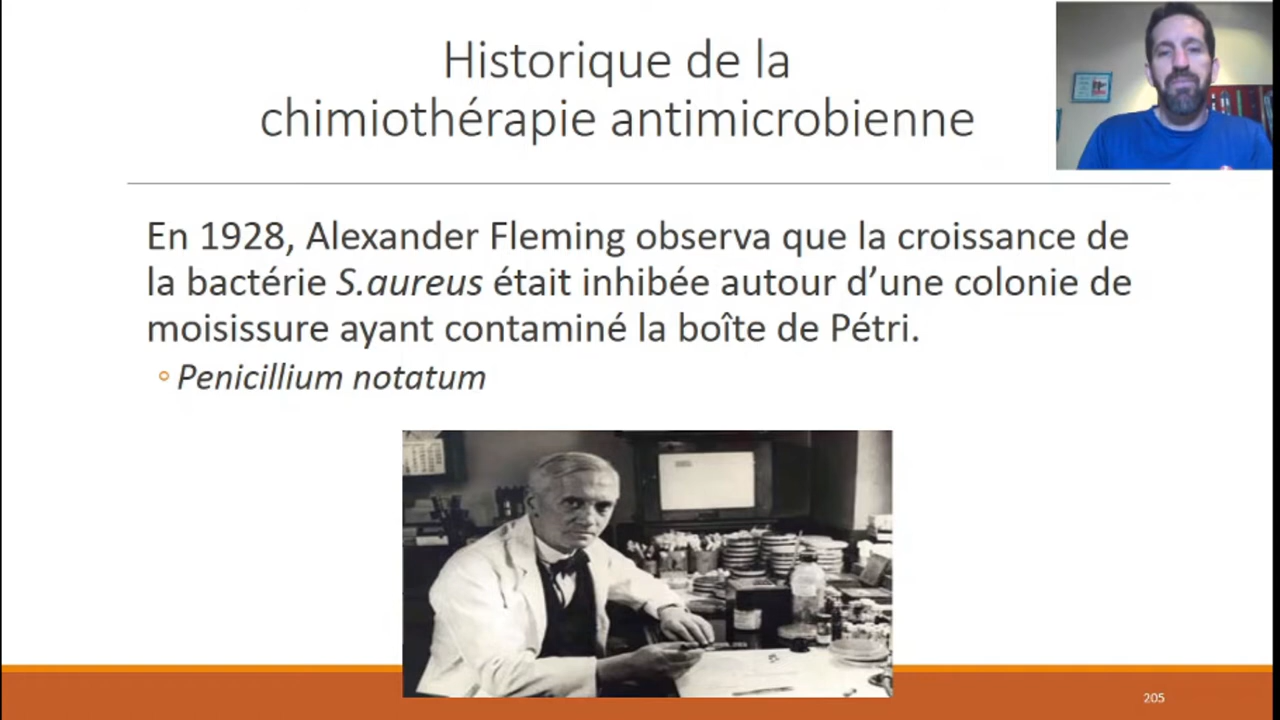 Historique de la
chimiothérapie antimicrobienne
En 1928, Alexander Fleming observa que la croissance de
la bactérie S.aureus était inhibée autour d’une colonie de
moisissure ayant contaminé la boîte de Pétri.
Penicillium notatum
205